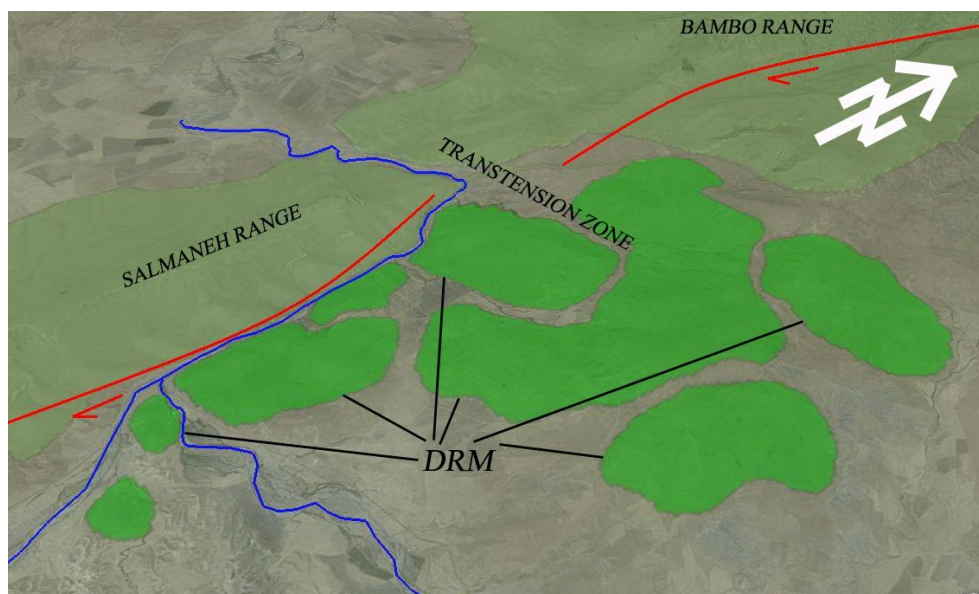 BAMBO RANGE
N
TRANSTENSION ZONE
SALMANEH RANGE
DRM